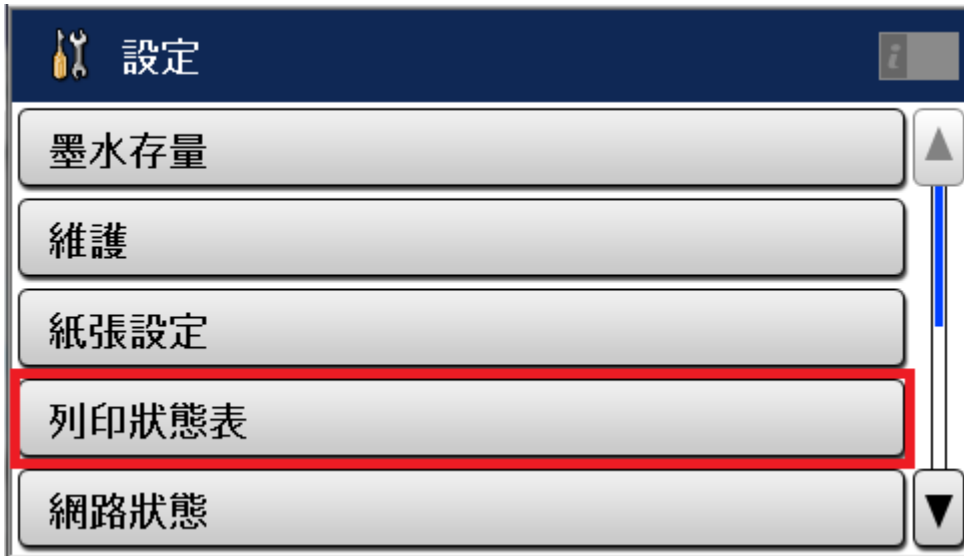 設定
i
墨水存量
維護
紙張設定
列印狀態表
網路狀態